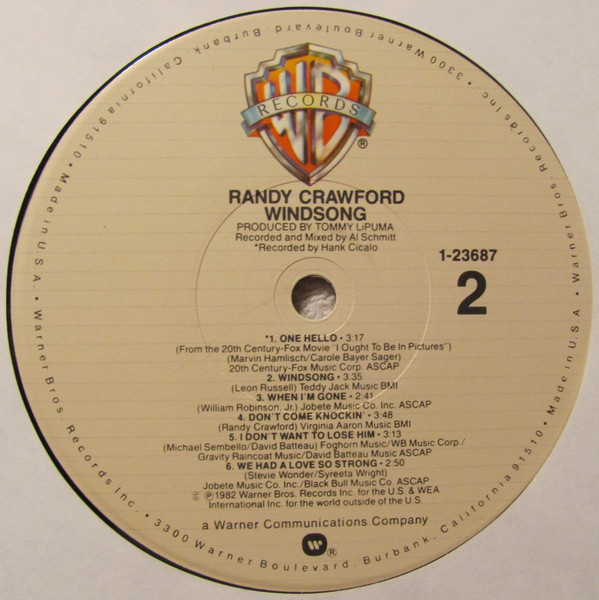 WB
RECORDS
®
RANDY CRAWFORD
WINDSONG
PRODUCED BY TOMMY LiPUMA
Recorded and Mixed by Al Schmitt
*Recorded by Hank Cicalo
1-23687
2
*1. ONE HELLO • 3:17
(From the 20th Century-Fox Movie "I Ought To Be In Pictures")
(Marvin Hamlisch/Carole Bayer Sager)
20th Century-Fox Music Corp. ASCAP
2. WINDSONG • 3:35
(Leon Russell) Teddy Jack Music BMI
3. WHEN I'M GONE • 2:41
(William Robinson, Jr.) Jobete Music Co. Inc. ASCAP
4. DON'T COME KNOCKIN' • 3:48
(Randy Crawford) Virginia Aaron Music BMI
5. I DON'T WANT TO LOSE HIM • 3:13
(Michael Sembello/David Batteau) Foghorn Music/WB Music Corp./
Gravity Raincoat Music/David Batteau Music ASCAP
6. WE HAD A LOVE SO STRONG • 2:50
(Stevie Wonder/Syreeta Wright)
Jobete Music Co. Inc./Black Bull Music Co. ASCAP
© ℗ 1982 Warner Bros. Records Inc. for the U.S. & WEA
International Inc. for the world outside of the U.S.
a Warner Communications Company
®
Warner Bros. Records Inc. • 3300 Warner Boulevard, Burbank, California 91510 • Made in U.S.A. • Warner Bros. Records Inc. • 3300 Warner Boulevard, Burbank, California 91510 • Made in U.S.A. •